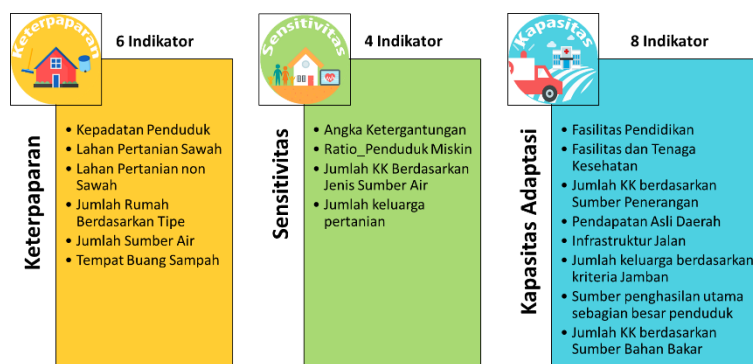 Keterpaparan
6 Indikator
Keterpaparan
• Kepadatan Penduduk
• Lahan Pertanian Sawah
• Lahan Pertanian non
Sawah
• Jumlah Rumah
Berdasarkan Tipe
• Jumlah Sumber Air
• Tempat Buang Sampah
Sensitivitas
4 Indikator
Sensitivitas
• Angka Ketergantungan
• Ratio_Penduduk Miskin
• Jumlah KK Berdasarkan
Jenis Sumber Air
• Jumlah keluarga
pertanian
Kapasitas
8 Indikator
Kapasitas Adaptasi
• Fasilitas Pendidikan
• Fasilitas dan Tenaga
Kesehatan
• Jumlah KK berdasarkan
Sumber Penerangan
• Pendapatan Asli Daerah
• Infrastruktur Jalan
• Jumlah keluarga berdasarkan
kriteria Jamban
• Sumber penghasilan utama
sebagian besar penduduk
• Jumlah KK berdasarkan
Sumber Bahan Bakar